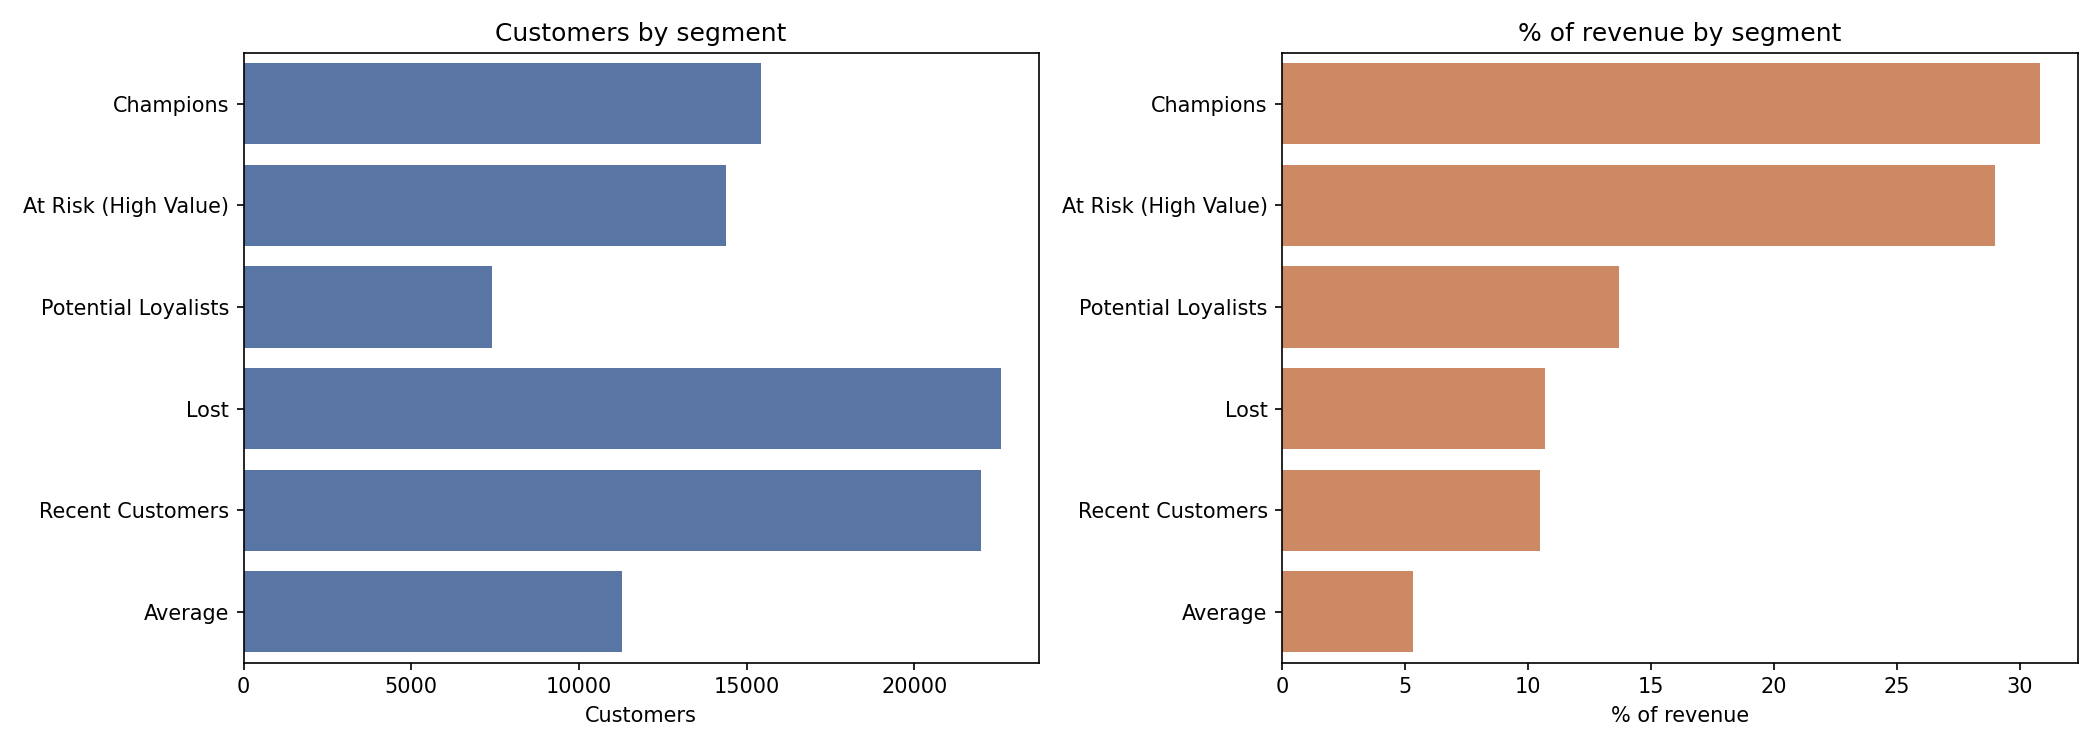 Customers by segment
Champions
At Risk (High Value)
Potential Loyalists
Lost
Recent Customers
Average
0 5000 10000 15000 20000
Customers
% of revenue by segment
Champions
At Risk (High Value)
Potential Loyalists
Lost
Recent Customers
Average
0 5 10 15 20 25 30
% of revenue